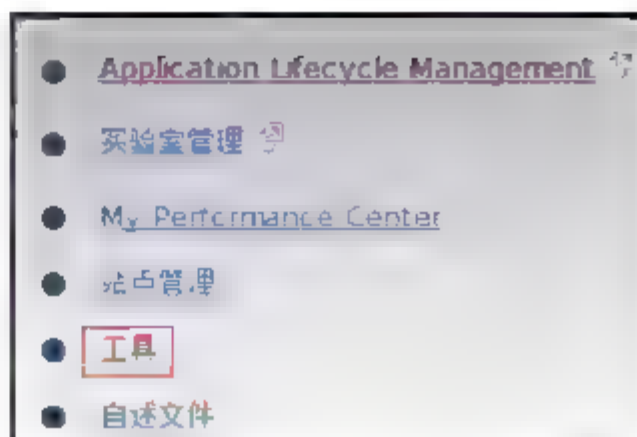 Application Lifecycle Management
实验室管理
My Performance Center
站点管理
工具
自述文件